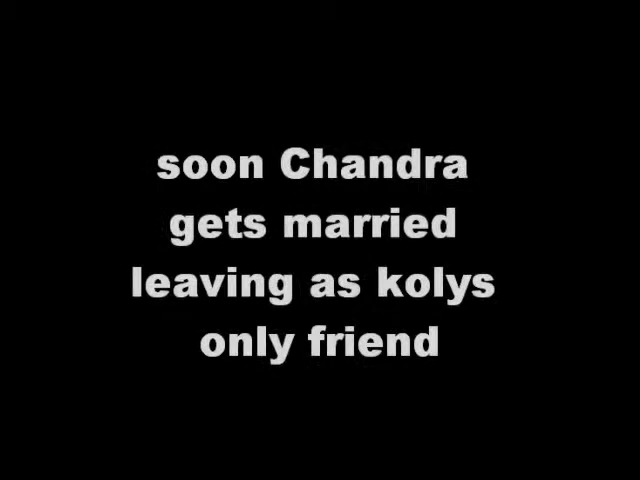 soon Chandra
gets married
leaving as kolys
only friend